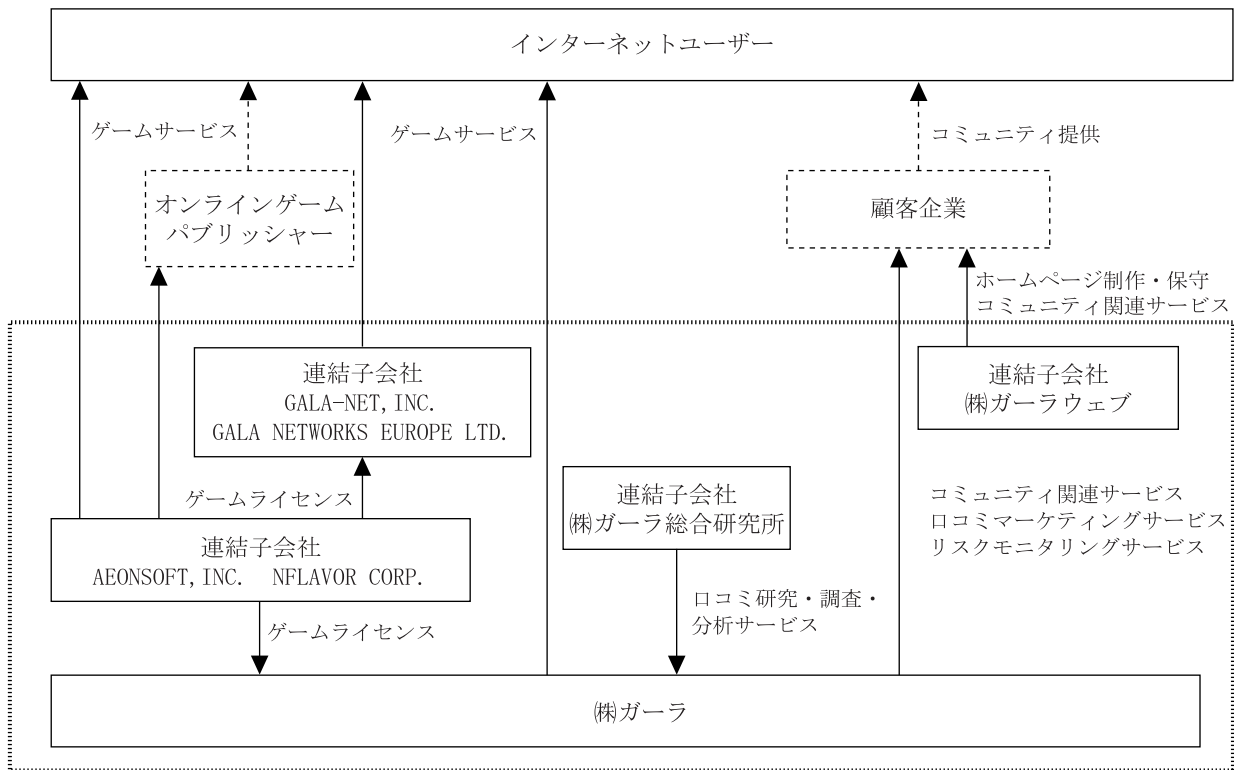 インターネットユーザー
ゲームサービス
ゲームサービス
コミュニティ提供
オンラインゲーム
パブリッシャー
顧客企業
ホームページ制作・保守
コミュニティ関連サービス
連結子会社
GALA-NET,INC.
GALA NETWORKS EUROPE LTD.
連結子会社
㈱ガーラウェブ
ゲームライセンス
連結子会社
㈱ガーラ総合研究所
コミュニティ関連サービス
口コミマーケティングサービス
リスクモニタリングサービス
連結子会社
AEONSOFT,INC. NFLAVOR CORP.
口コミ研究・調査・
分析サービス
ゲームライセンス
㈱ガーラ